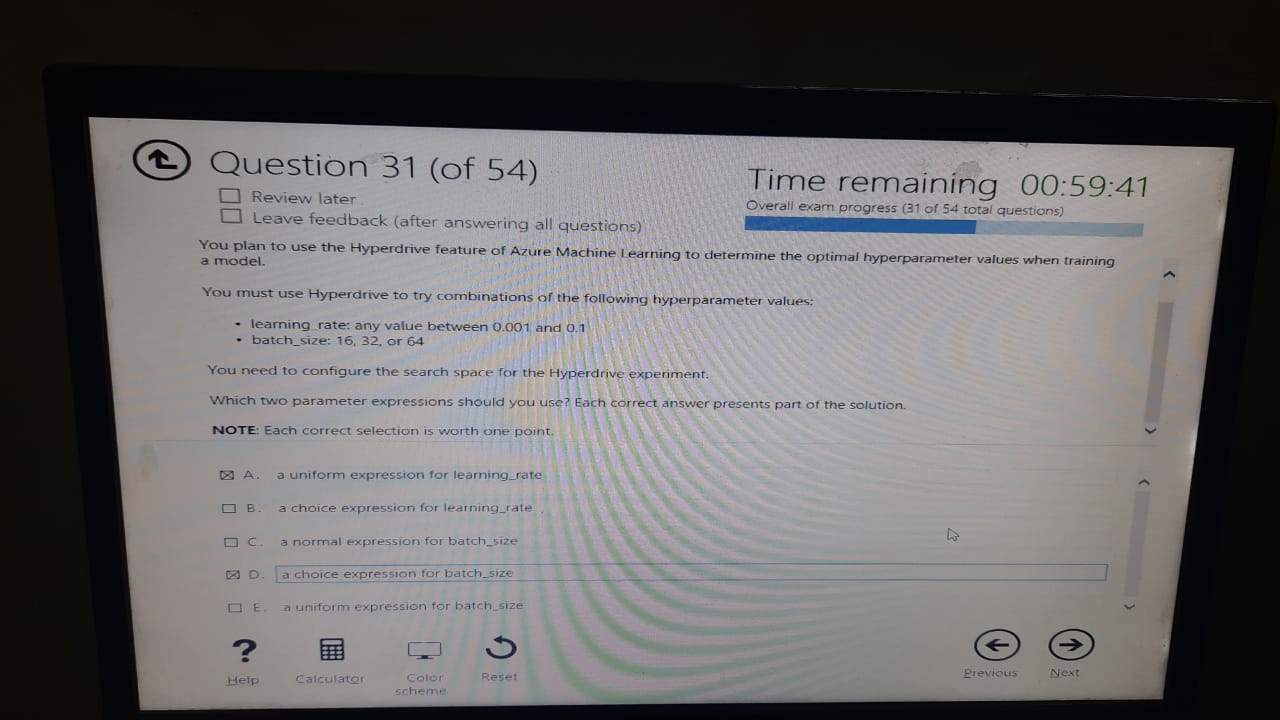 Question 31 (of 54)
Review later
Leave feedback (after answering all questions)
Time remaining 00:59:41
Overall exam progress (31 of 54 total questions)
You plan to use the Hyperdrive feature of Azure Machine Learning to determine the optimal hyperparameter values when training
a model.
You must use Hyperdrive to try combinations of the following hyperparameter values:
• learning_rate: any value between 0.001 and 0.1
• batch_size: 16, 32, or 64
You need to configure the search space for the Hyperdrive experiment.
Which two parameter expressions should you use? Each correct answer presents part of the solution.
NOTE: Each correct selection is worth one point.
A. a uniform expression for learning_rate
B. a choice expression for learning_rate
C. a normal expression for batch_size
D. a choice expression for batch_size
E. a uniform expression for batch_size
? Help
Calculator
Color
scheme
Reset
Previous
Next